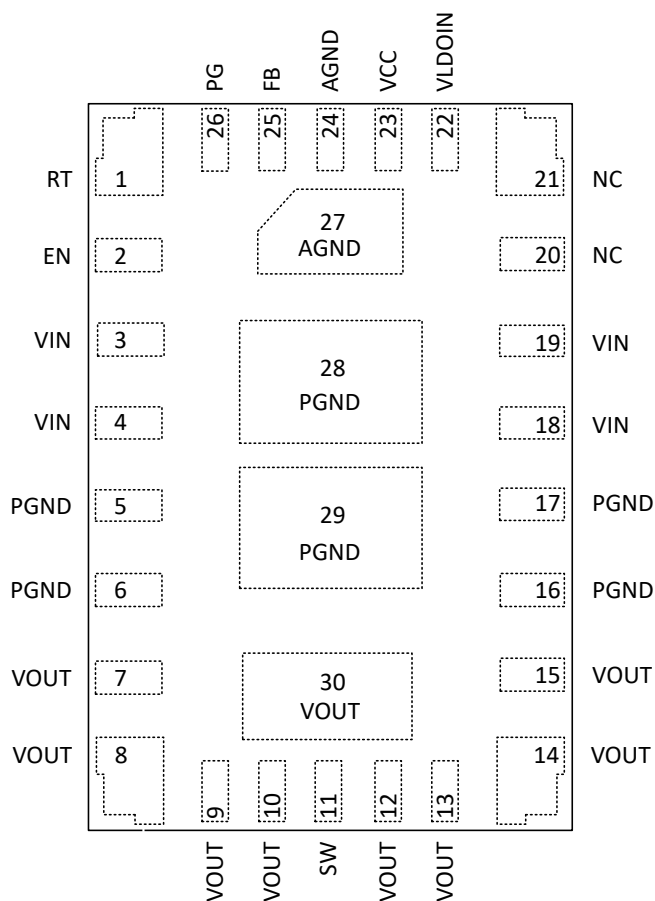 PG
FB
AGND
VCC
VLDOIN
26
25
24
23
22
RT
1
21
NC
27
AGND
EN
2
20
NC
VIN
3
19
VIN
28
PGND
VIN
4
18
VIN
PGND
5
17
PGND
29
PGND
PGND
6
16
PGND
VOUT
7
15
VOUT
30
VOUT
VOUT
8
14
VOUT
9
10
11
12
13
VOUT
VOUT
SW
VOUT
VOUT